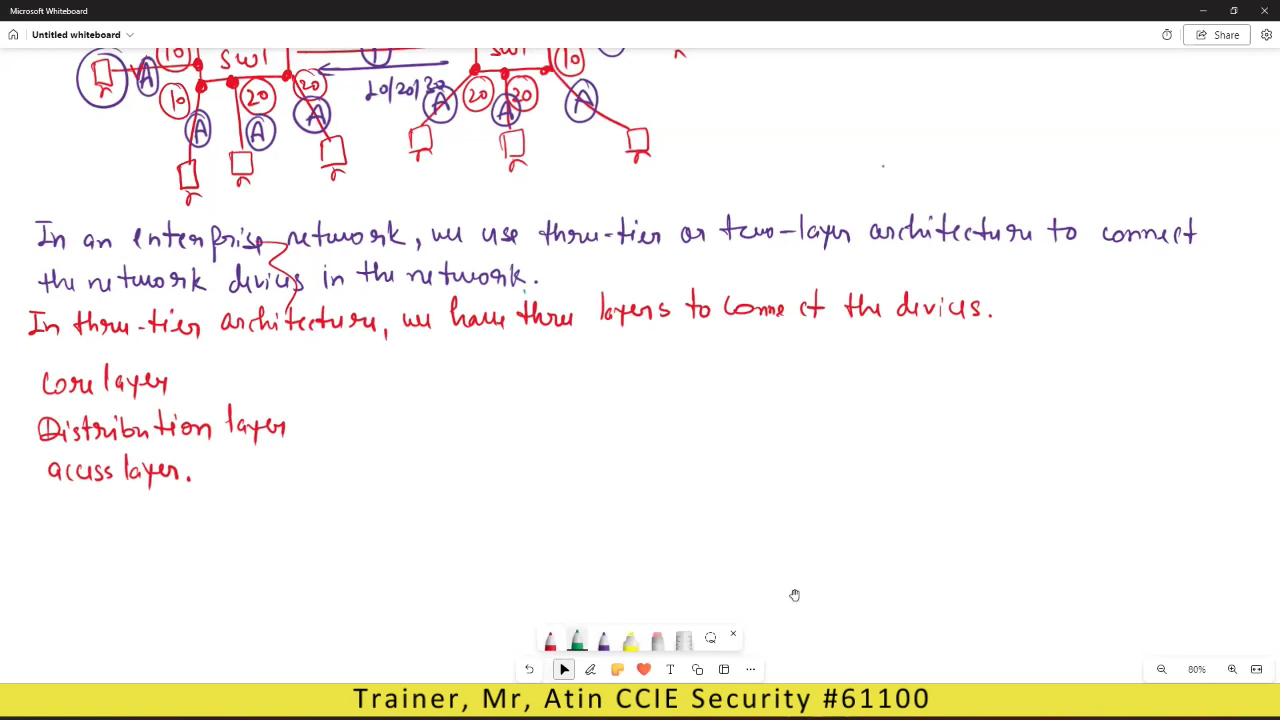 Microsoft Whiteboard
Untitled whiteboard
Share
10
SW1
SW1
10
A
T
10
20
20
20/20/30
20
20
A
A
A
A
A
A
In an enterprise network, we use three-tier or two-layer architecture to connect
the network devices in the network.
In three-tier architecture, we have three layers to connect the devices.
Core layer
Distribution layer
access layer.
80%
Trainer, Mr, Atin CCIE Security #61100